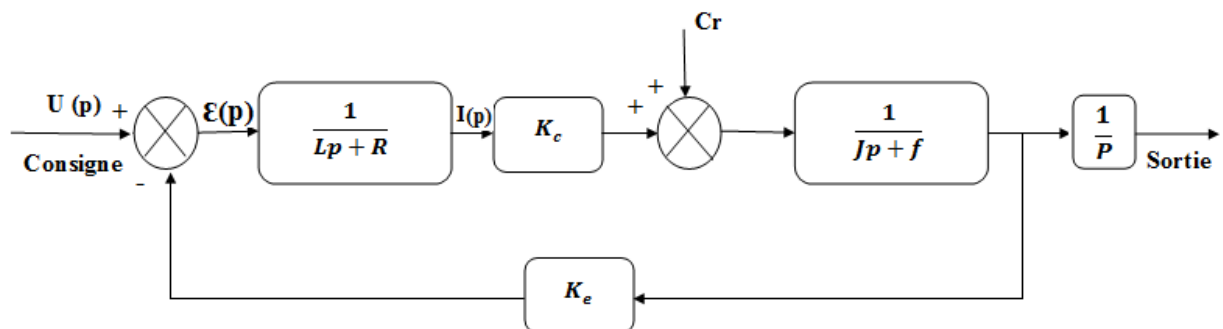 Cr
U (p) +
Consigne
-
Ɛ(p)
1
Lp + R
I(p)
K_c
+
+
1
Jp + f
1
P
Sortie
K_e